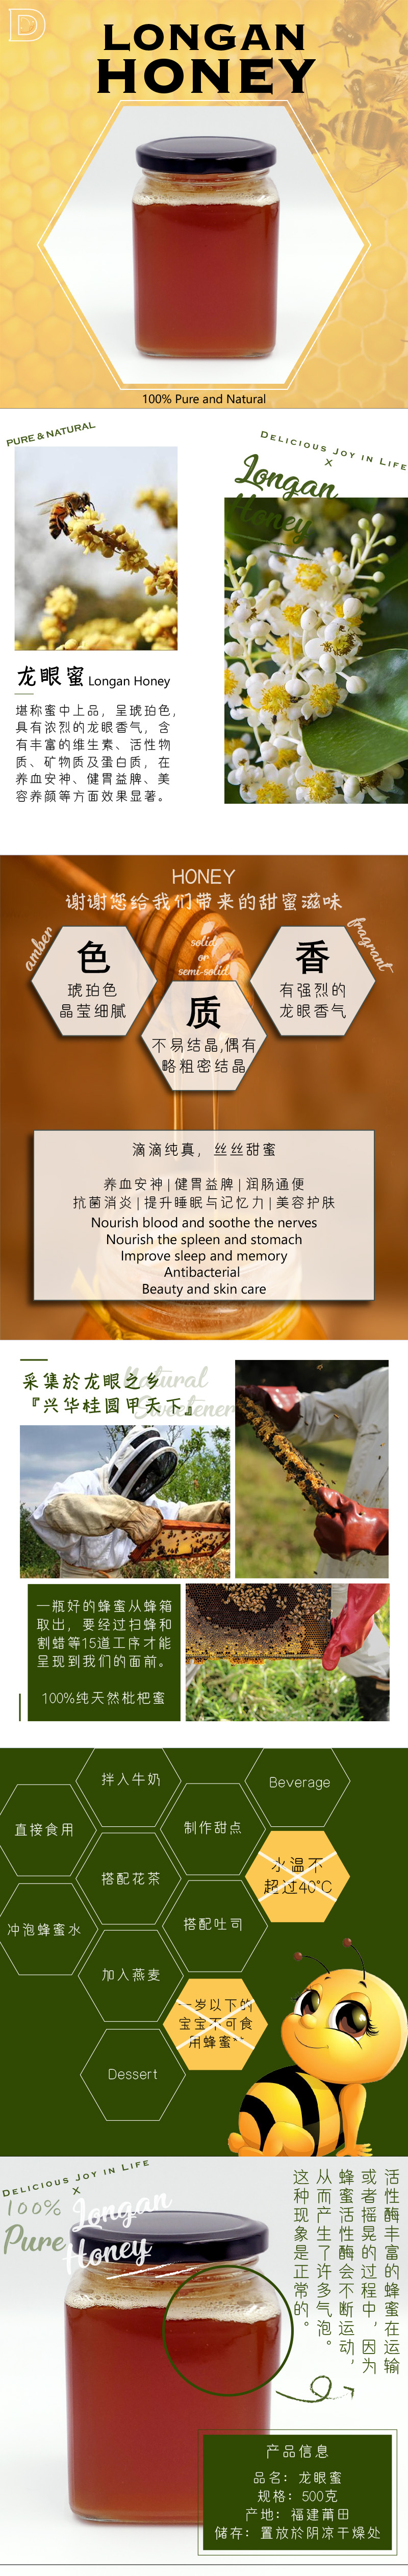 D
LONGAN
HONEY
100% Pure and Natural
PURE & NATURAL
DELICIOUS JOY IN LIFE
X
Longan
Honey
龙眼蜜 Longan Honey
堪称蜜中上品，呈琥珀色，
具有浓烈的龙眼香气，含
有丰富的维生素、活性物
质、矿物质及蛋白质，在
养血安神、健胃益脾、美
容养颜等方面效果显著。
HONEY
谢谢您给我们带来的甜蜜滋味
amber
色
琥珀色
晶莹细腻
solid
or
semi-solid
质
不易结晶,偶有
略粗密结晶
fragrant
香
有强烈的
龙眼香气
滴滴纯真，丝丝甜蜜
养血安神|健胃益脾|润肠通便
抗菌消炎|提升睡眠与记忆力|美容护肤
Nourish blood and soothe the nerves
Nourish the spleen and stomach
Improve sleep and memory
Antibacterial
Beauty and skin care
Natural
Sweetener
采集於龙眼之乡
『兴华桂圆甲天下』
一瓶好的蜂蜜从蜂箱
取出，要经过扫蜂和
割蜡等15道工序才能
呈现到我们的面前。
100%纯天然枇杷蜜
拌入牛奶
Beverage
直接食用
制作甜点
搭配花茶
水温不
超过40°C
冲泡蜂蜜水
搭配吐司
加入燕麦
一岁以下的
宝宝不可食
用蜂蜜**
Dessert
DELICIOUS JOY IN LIFE
X
100%
Pure
Longan
Honey
活性酶丰富的蜂蜜在运输
或者摇晃的过程中，因为
蜂蜜活性酶会不断运动，
从而产生了许多气泡。
这种现象是正常的。
产品信息
品名：龙眼蜜
规格：500克
产地：福建莆田
储存：置放於阴凉干燥处